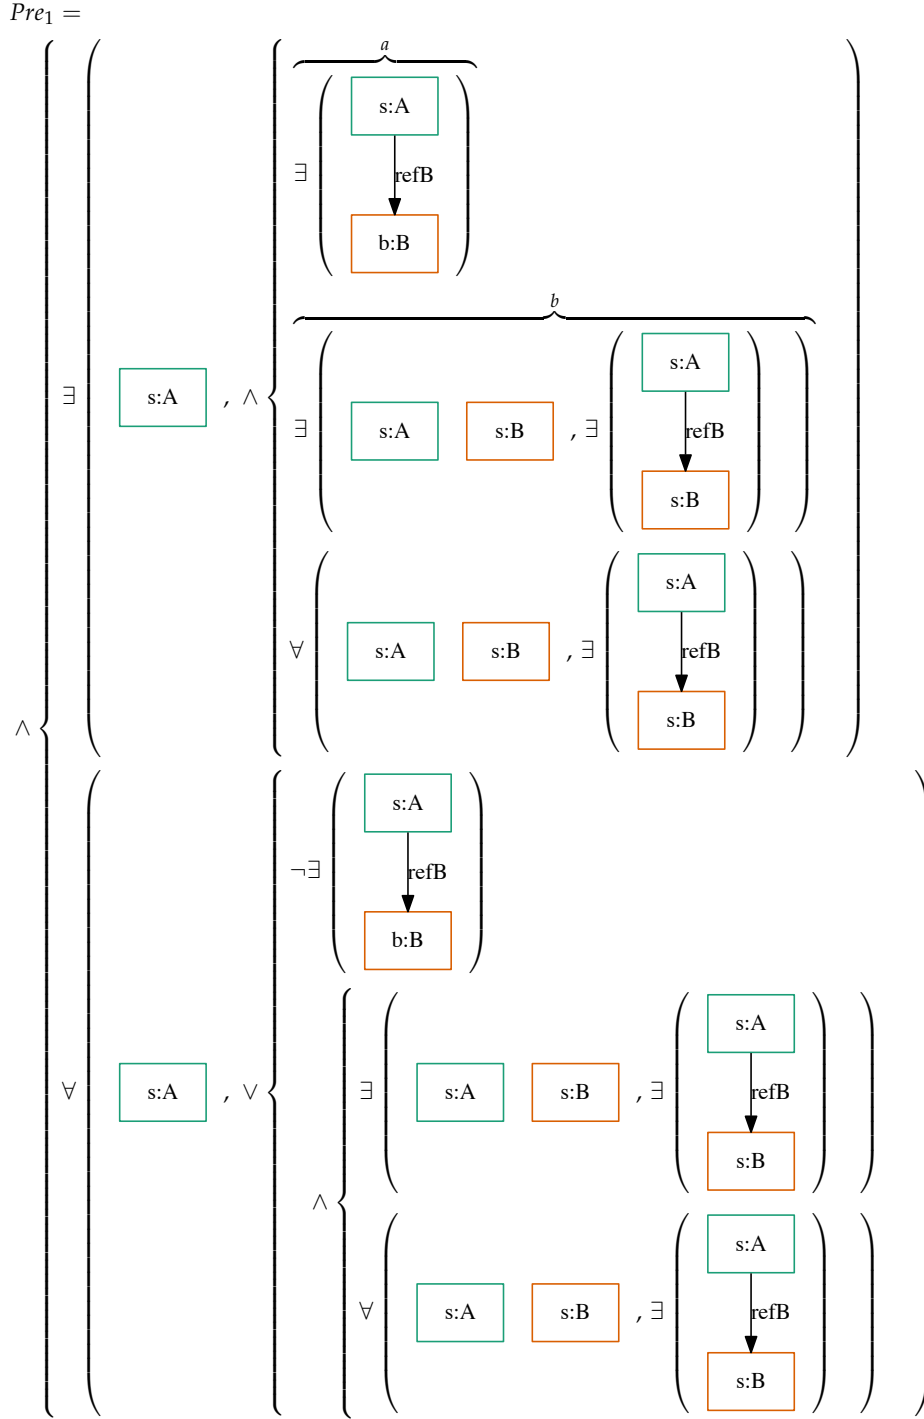 Pre₁ =
a
s:A
∃
refB
b:B
b
s:A
∃ s:A s:B , ∃
refB
s:B
∃ s:A , ∧
s:A
∀ s:A s:B , ∃
refB
s:B
∧
s:A
¬∃
refB
b:B
s:A
∃ s:A s:B , ∃
refB
s:B
∀ s:A , ∨
∧
s:A
∀ s:A s:B , ∃
refB
s:B